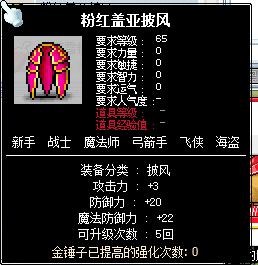 粉红盖亚披风
要求等级 : 65
要求力量 : 0
要求敏捷 : 0
要求智力 : 0
要求运气 : 0
要求人气度 : -
道具等级 : -
道具经验值 : -
新手 战士 魔法师 弓箭手 飞侠 海盗
装备分类 : 披风
攻击力 : +3
防御力 : +20
魔法防御力 : +22
可升级次数 : 5回
金锤子已提高的强化次数: 0